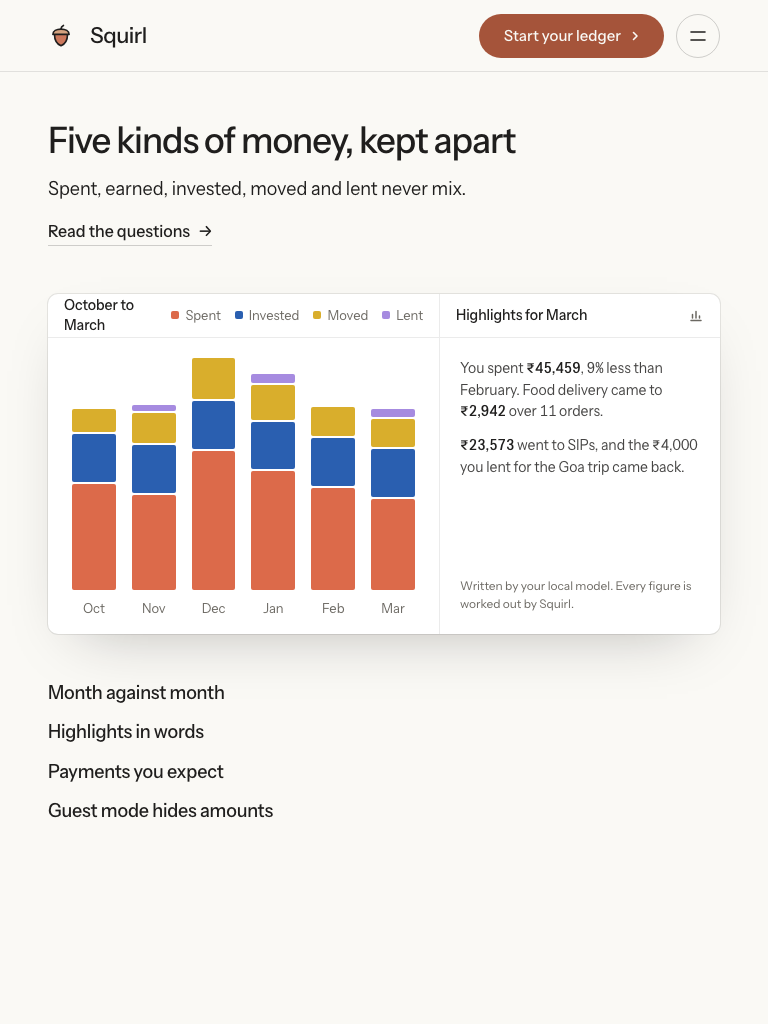 Squirl
Start your ledger
Five kinds of money, kept apart
Spent, earned, invested, moved and lent never mix.
Read the questions
October to
March
Spent
Invested
Moved
Lent
Oct
Nov
Dec
Jan
Feb
Mar
Highlights for March
You spent ₹45,459, 9% less than
February. Food delivery came to
₹2,942 over 11 orders.
₹23,573 went to SIPs, and the ₹4,000
you lent for the Goa trip came back.
Written by your local model. Every figure is
worked out by Squirl.
Month against month
Highlights in words
Payments you expect
Guest mode hides amounts